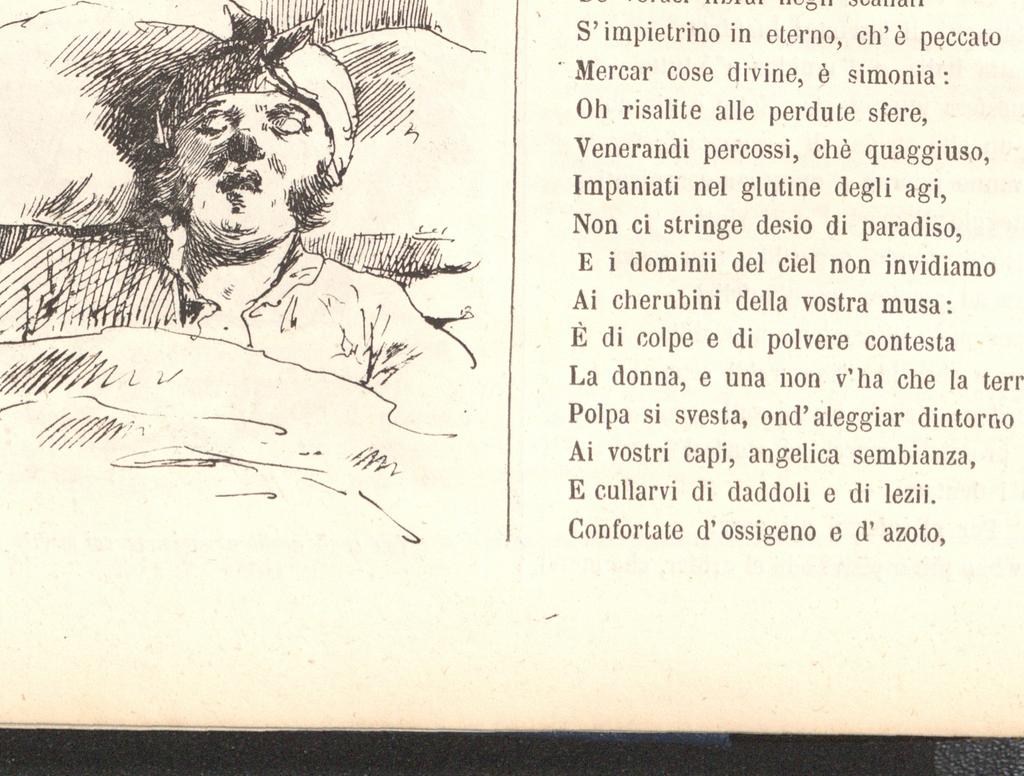 S'impietrino in eterno, ch'è peccato
Mercar cose divine, è simonia:
Oh risalite alle perdute sfere,
Venerandi percossi, chè quaggiuso,
Impaniati nel glutine degli agi,
Non ci stringe desio di paradiso,
E i dominii del ciel non invidiamo
Ai cherubini della vostra musa:
È di colpe e di polvere contesta
La donna, e una non v'ha che la terr
Polpa si svesta, ond'aleggiar dintorno
Ai vostri capi, angelica sembianza,
E cullarvi di daddoli e di lezii.
Confortate d'ossigeno e d'azoto,